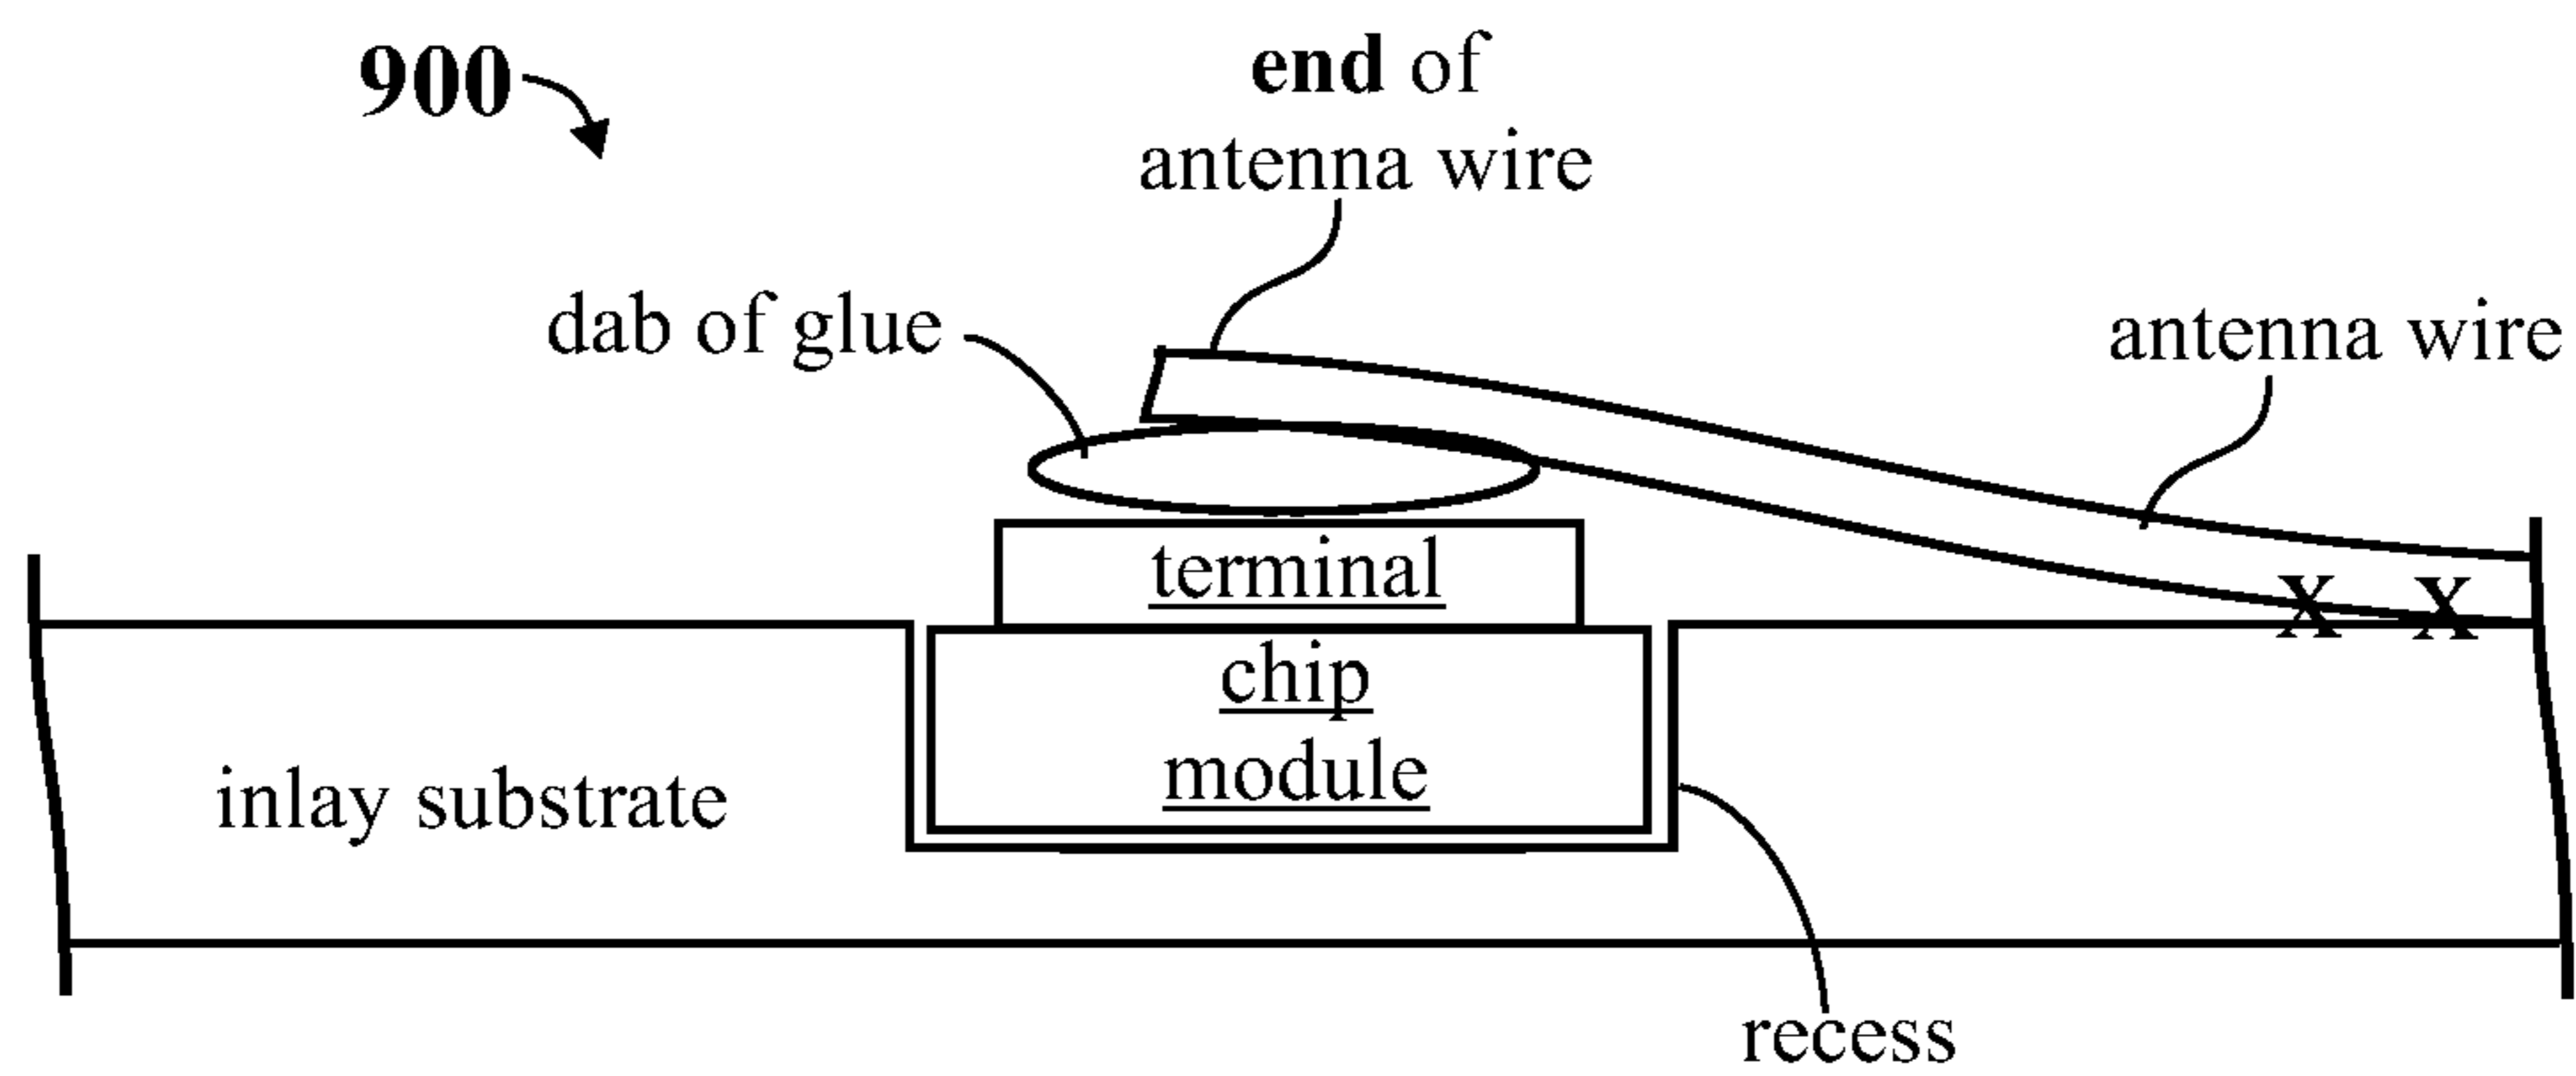 900
end of
antenna wire
dab of glue
antenna wire
terminal
chip
module
inlay substrate
X X
recess